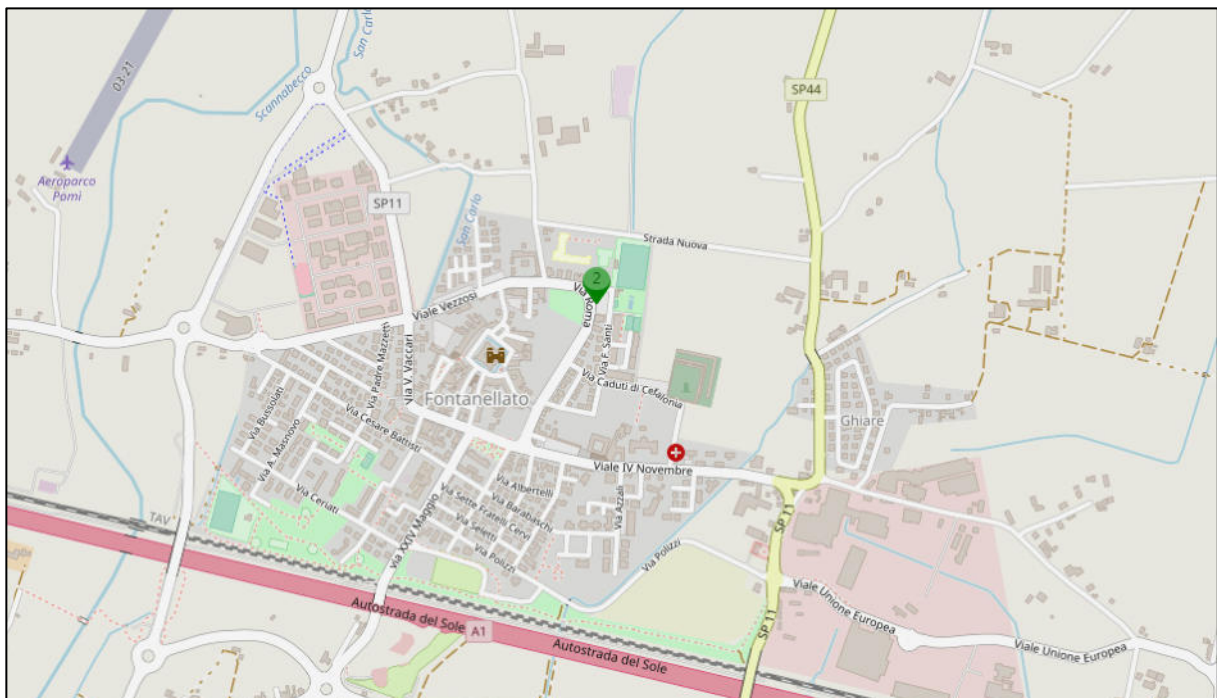 San Carlo
03-21
Scannabecco
SP44
Aeroparco
Pomi
SP11
San Carlo
Strada Nuova
2
Via Roma
Viale Vezzosi
Via F. Santi
Via Padre Mazzetti
Via V. Vaccari
Via Caduti di Cefalonia
Fontanellato
Via Bussolati
Via Cesare Battisti
Ghiare
Via A. Masnovo
Viale IV Novembre
Via Albertelli
Via Ceriati
Via XXIV Maggio
Via Sette Fratelli Cervi
Via Barabaschi
Via Azzali
TAV
Via Seletti
SP 11
Via Polizzi
Via Polizzi
Viale Unione Europea
Autostrada del Sole
A1
SP 11
Autostrada del Sole
Viale Unione Europea